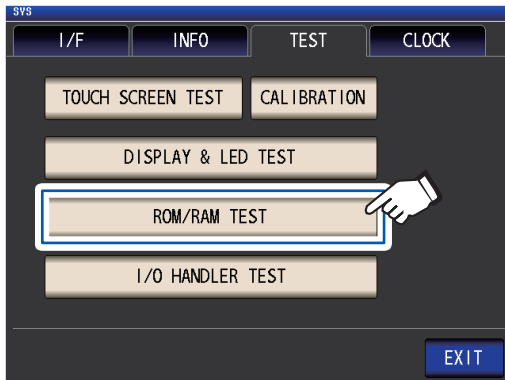 SYS
I/F INFO TEST CLOCK
TOUCH SCREEN TEST CALIBRATION
DISPLAY & LED TEST
ROM/RAM TEST
I/O HANDLER TEST
EXIT